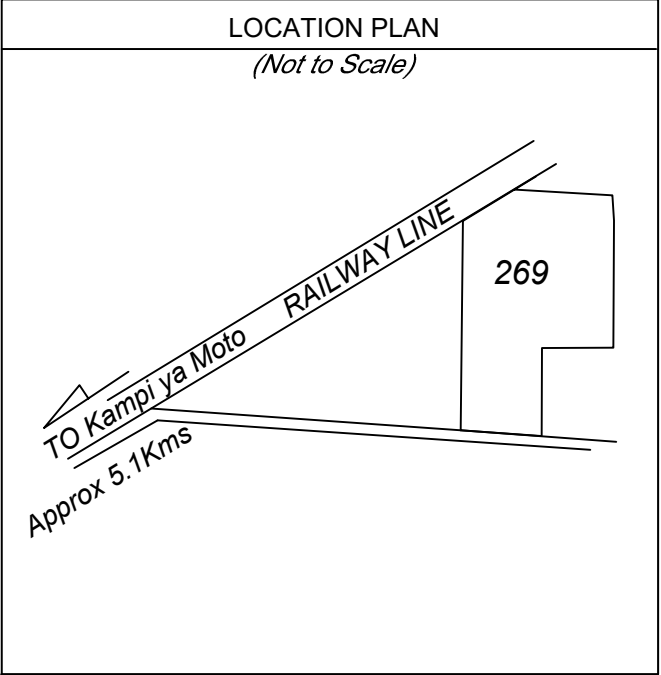 LOCATION PLAN
(Not to Scale)
RAILWAY LINE
269
TO Kampi ya Moto
Approx 5.1Kms